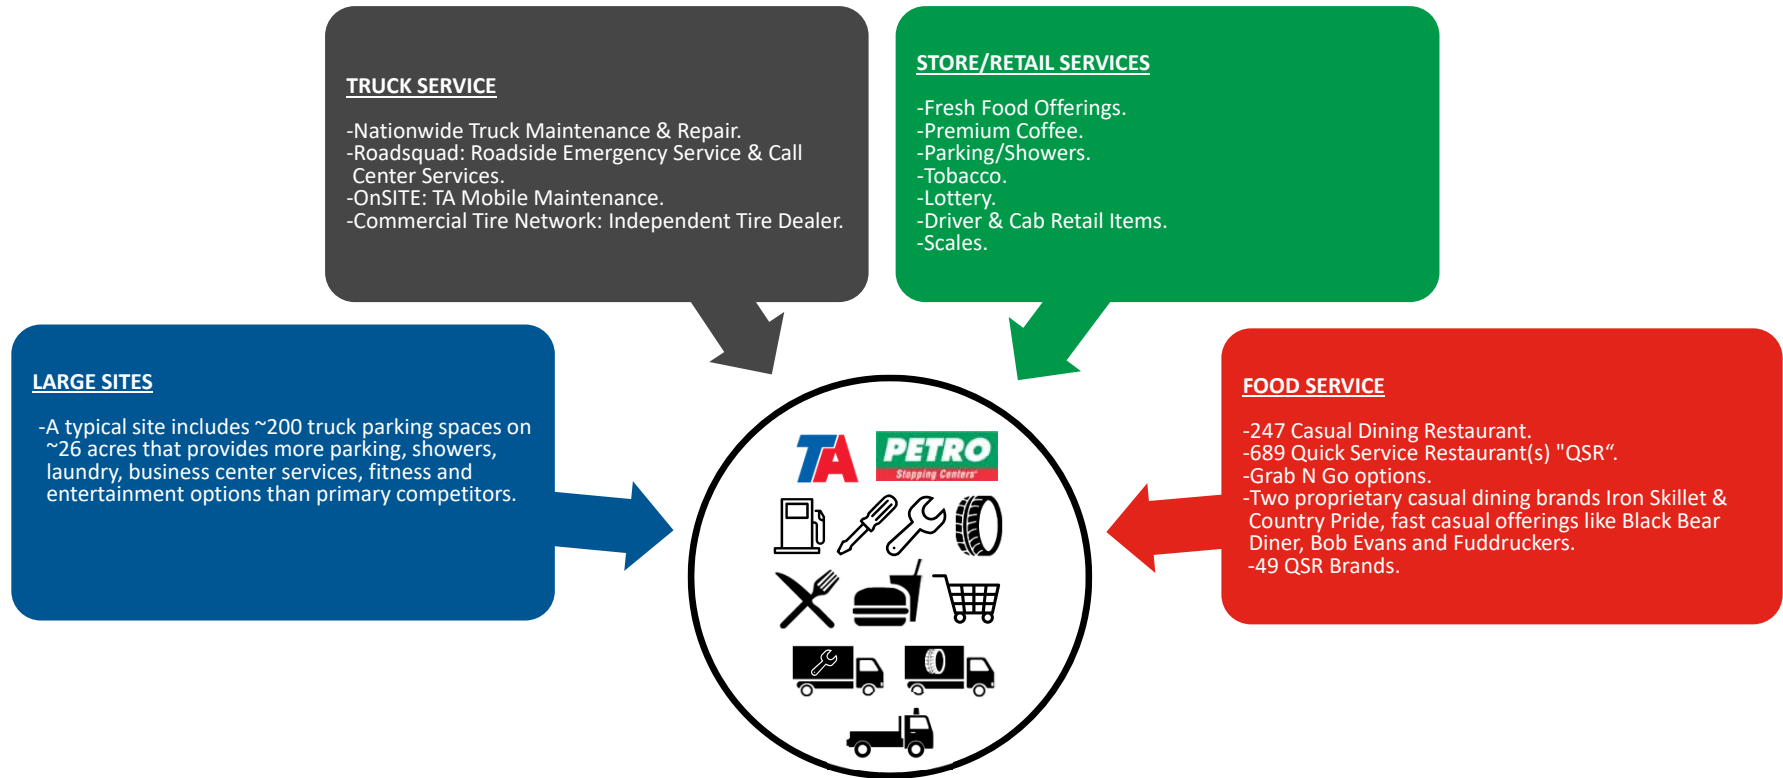 TRUCK SERVICE
-Nationwide Truck Maintenance & Repair.
-Roadsquad: Roadside Emergency Service & Call
Center Services.
-OnSITE: TA Mobile Maintenance.
-Commercial Tire Network: Independent Tire Dealer.
STORE/RETAIL SERVICES
-Fresh Food Offerings.
-Premium Coffee.
-Parking/Showers.
-Tobacco.
-Lottery.
-Driver & Cab Retail Items.
-Scales.
LARGE SITES
-A typical site includes ~200 truck parking spaces on
~26 acres that provides more parking, showers,
laundry, business center services, fitness and
entertainment options than primary competitors.
FOOD SERVICE
-247 Casual Dining Restaurant.
-689 Quick Service Restaurant(s) "QSR“.
-Grab N Go options.
-Two proprietary casual dining brands Iron Skillet &
Country Pride, fast casual offerings like Black Bear
Diner, Bob Evans and Fuddruckers.
-49 QSR Brands.
TA
PETRO
Stopping Centers®